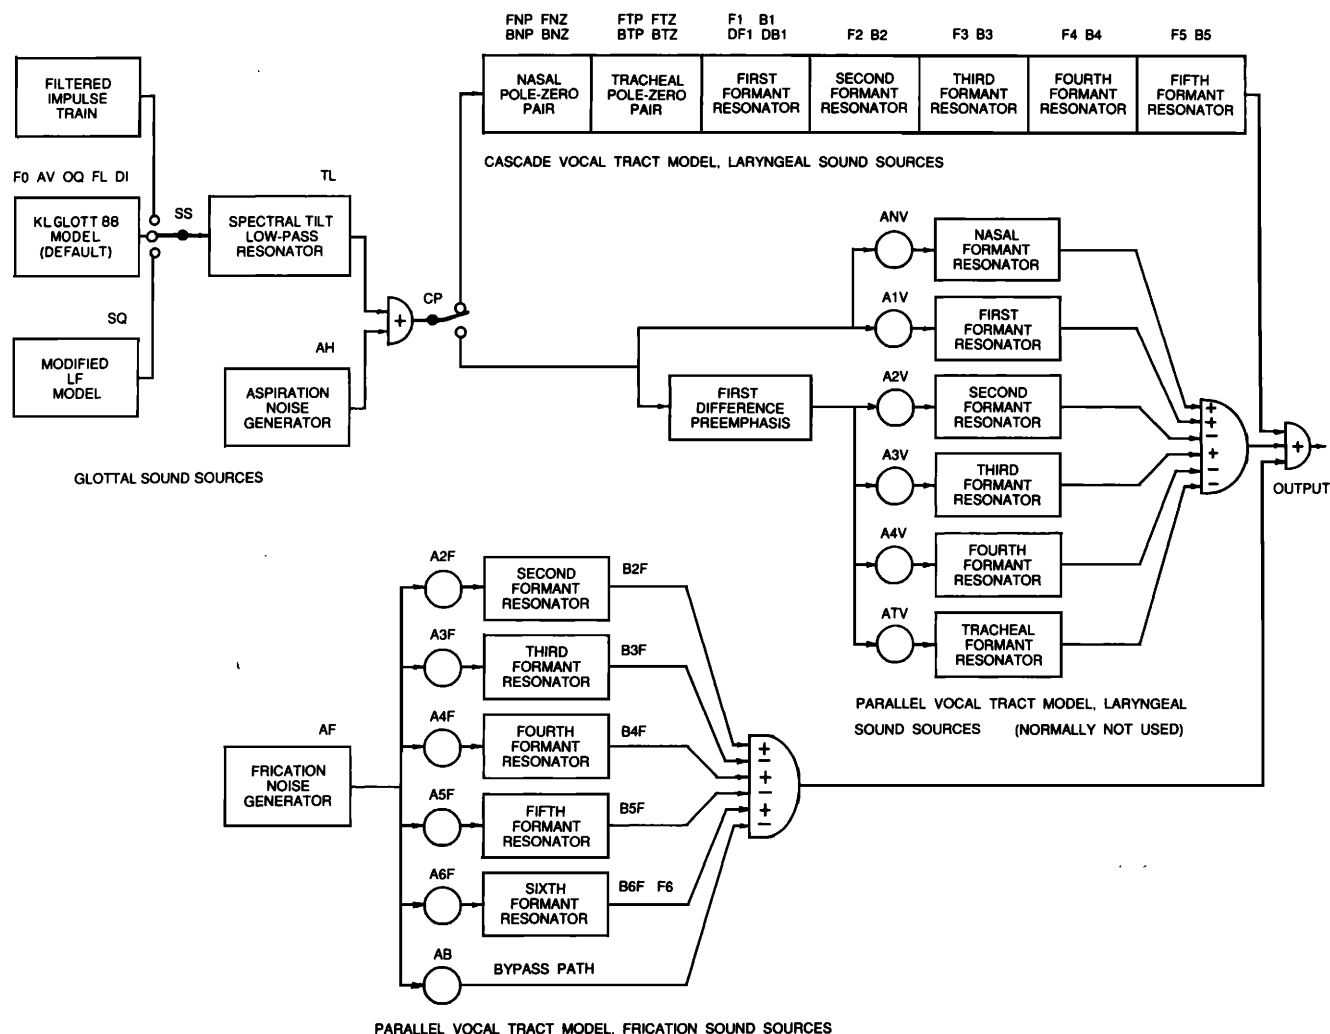 FNP FNZ
BNP BNZ
FTP FTZ
BTP BTZ
F1 B1
DF1 DB1
F2 B2
F3 B3
F4 B4
F5 B5
NASAL
POLE-ZERO
PAIR
TRACHEAL
POLE-ZERO
PAIR
FIRST
FORMANT
RESONATOR
SECOND
FORMANT
RESONATOR
THIRD
FORMANT
RESONATOR
FOURTH
FORMANT
RESONATOR
FIFTH
FORMANT
RESONATOR
CASCADE VOCAL TRACT MODEL, LARYNGEAL SOUND SOURCES
FILTERED
IMPULSE
TRAIN
F0 AV OQ FL DI
KLGLOTT 88
MODEL
(DEFAULT)
SS
TL
SPECTRAL TILT
LOW-PASS
RESONATOR
SQ
MODIFIED
LF
MODEL
AH
ASPIRATION
NOISE
GENERATOR
+
CP
GLOTTAL SOUND SOURCES
FIRST
DIFFERENCE
PREEMPHASIS
ANV
NASAL
FORMANT
RESONATOR
A1V
FIRST
FORMANT
RESONATOR
A2V
SECOND
FORMANT
RESONATOR
A3V
THIRD
FORMANT
RESONATOR
A4V
FOURTH
FORMANT
RESONATOR
ATV
TRACHEAL
FORMANT
RESONATOR
+
+
−
+
−
−
+
OUTPUT
PARALLEL VOCAL TRACT MODEL, LARYNGEAL
SOUND SOURCES (NORMALLY NOT USED)
AF
FRICATION
NOISE
GENERATOR
A2F
SECOND
FORMANT
RESONATOR
B2F
A3F
THIRD
FORMANT
RESONATOR
B3F
A4F
FOURTH
FORMANT
RESONATOR
B4F
A5F
FIFTH
FORMANT
RESONATOR
B5F
A6F
SIXTH
FORMANT
RESONATOR
B6F F6
AB
BYPASS PATH
+
−
+
−
+
−
PARALLEL VOCAL TRACT MODEL, FRICATION SOUND SOURCES